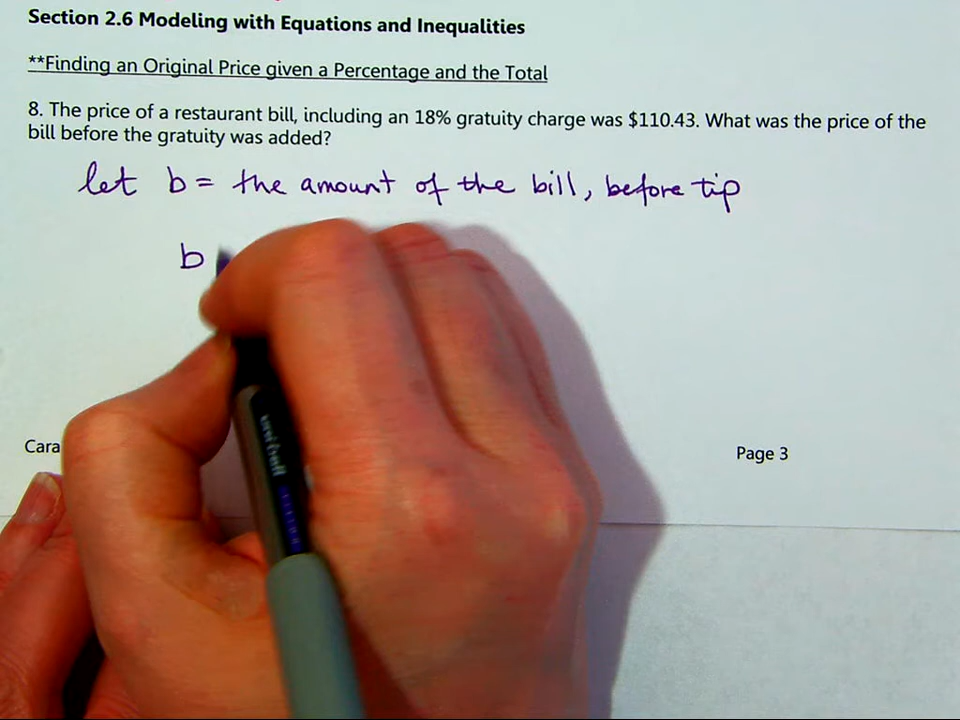 Section 2.6 Modeling with Equations and Inequalities
**Finding an Original Price given a Percentage and the Total
8. The price of a restaurant bill, including an 18% gratuity charge was $110.43. What was the price of the
bill before the gratuity was added?
let b = the amount of the bill, before tip
b
Cara
Page 3